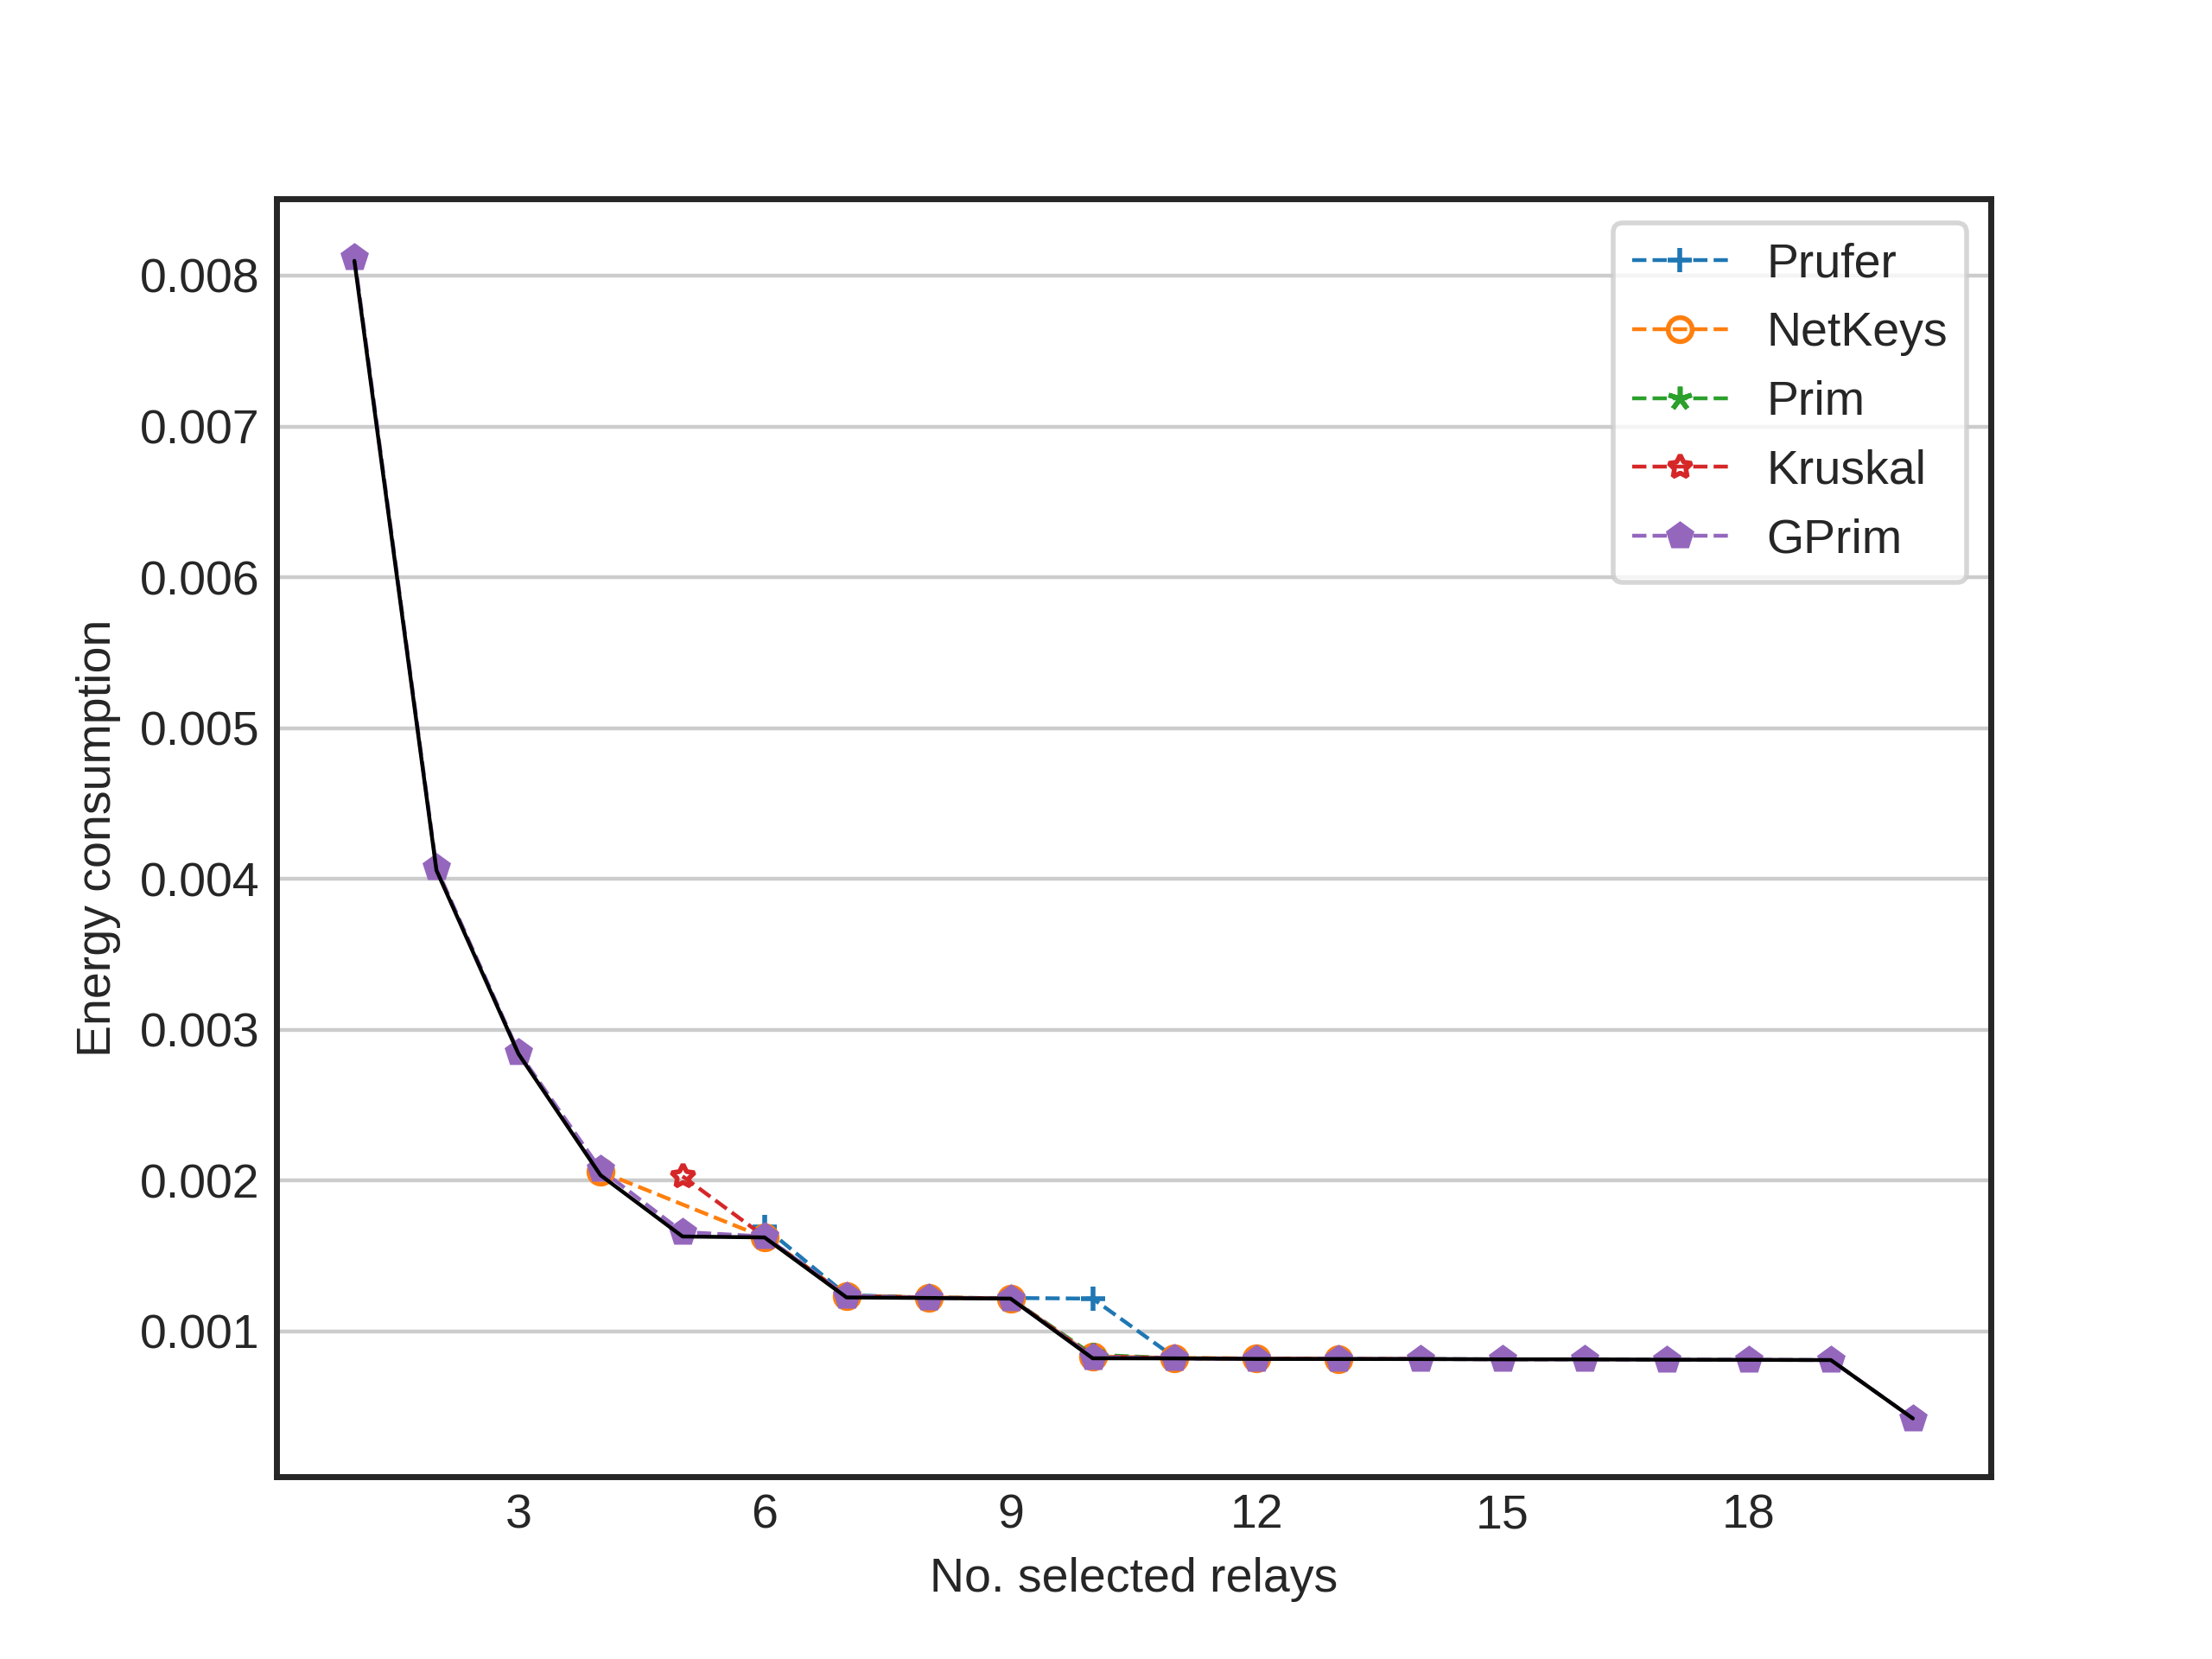 Prufer
NetKeys
Prim
Kruskal
GPrim
0.008
0.007
0.006
0.005
0.004
0.003
0.002
0.001
Energy consumption
3 6 9 12 15 18
No. selected relays